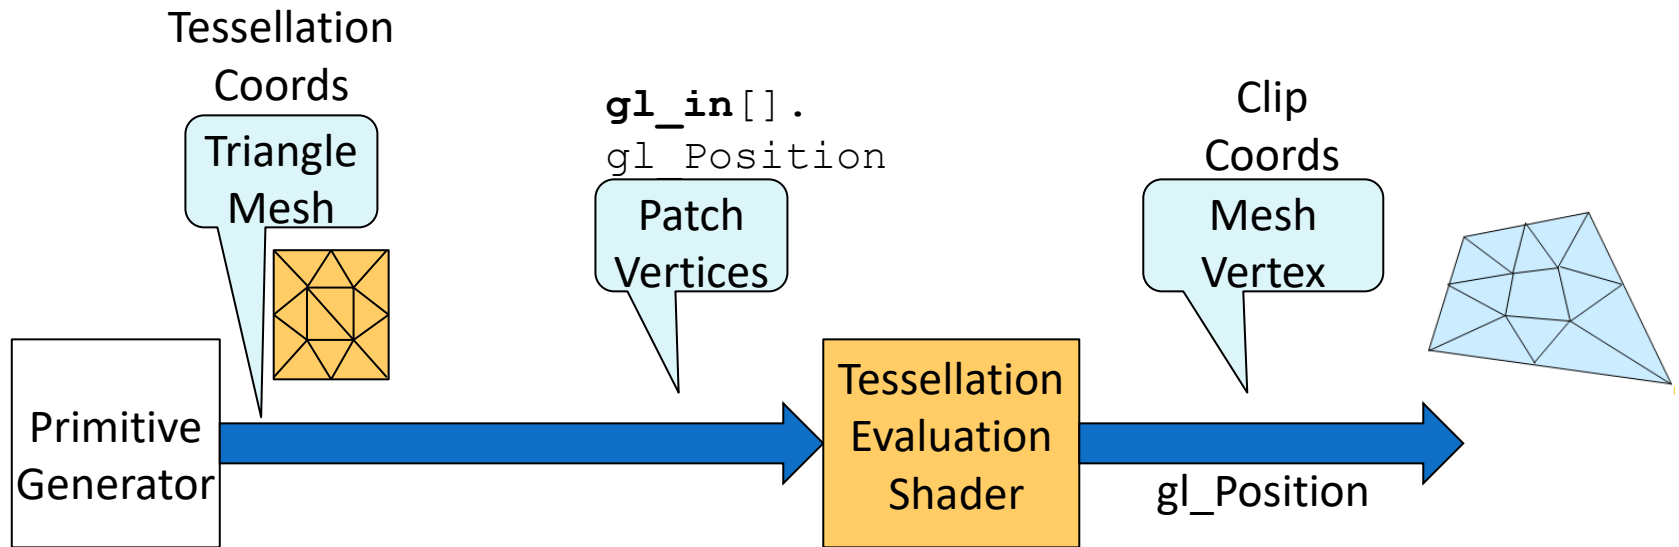 Tessellation
Coords
Triangle
Mesh
gl_in[].
gl_Position
Patch
Vertices
Clip
Coords
Mesh
Vertex
Primitive
Generator
Tessellation
Evaluation
Shader
gl_Position